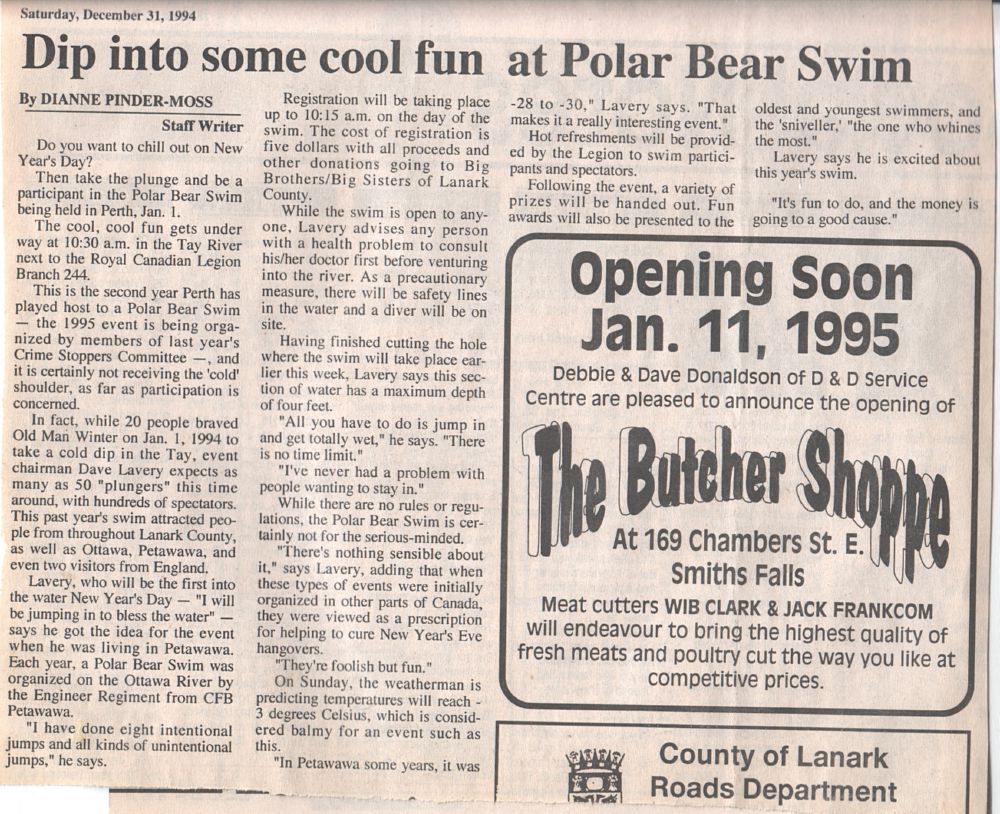 Saturday, December 31, 1994
Dip into some cool fun at Polar Bear Swim
By DIANNE PINDER-MOSS
Staff Writer
Do you want to chill out on New
Year's Day?
Then take the plunge and be a
participant in the Polar Bear Swim
being held in Perth, Jan. 1.
The cool, cool fun gets under
way at 10:30 a.m. in the Tay River
next to the Royal Canadian Legion
Branch 244.
This is the second year Perth has
played host to a Polar Bear Swim
— the 1995 event is being orga-
nized by members of last year's
Crime Stoppers Committee —, and
it is certainly not receiving the 'cold'
shoulder, as far as participation is
concerned.
In fact, while 20 people braved
Old Man Winter on Jan. 1, 1994 to
take a cold dip in the Tay, event
chairman Dave Lavery expects as
many as 50 "plungers" this time
around, with hundreds of spectators.
This past year's swim attracted peo-
ple from throughout Lanark County,
as well as Ottawa, Petawawa, and
even two visitors from England.
Lavery, who will be the first into
the water New Year's Day — "I will
be jumping in to bless the water" —
says he got the idea for the event
when he was living in Petawawa.
Each year, a Polar Bear Swim was
organized on the Ottawa River by
the Engineer Regiment from CFB
Petawawa.
"I have done eight intentional
jumps and all kinds of unintentional
jumps," he says.
Registration will be taking place
up to 10:15 a.m. on the day of the
swim. The cost of registration is
five dollars with all proceeds and
other donations going to Big
Brothers/Big Sisters of Lanark
County.
While the swim is open to any-
one, Lavery advises any person
with a health problem to consult
his/her doctor first before venturing
into the river. As a precautionary
measure, there will be safety lines
in the water and a diver will be on
site.
Having finished cutting the hole
where the swim will take place ear-
lier this week, Lavery says this sec-
tion of water has a maximum depth
of four feet.
"All you have to do is jump in
and get totally wet," he says. "There
is no time limit."
"I've never had a problem with
people wanting to stay in."
While there are no rules or regu-
lations, the Polar Bear Swim is cer-
tainly not for the serious-minded.
"There's nothing sensible about
it," says Lavery, adding that when
these types of events were initially
organized in other parts of Canada,
they were viewed as a prescription
for helping to cure New Year's Eve
hangovers.
"They're foolish but fun."
On Sunday, the weatherman is
predicting temperatures will reach -
3 degrees Celsius, which is consid-
ered balmy for an event such as
this.
"In Petawawa some years, it was
-28 to -30," Lavery says. "That
makes it a really interesting event."
Hot refreshments will be provid-
ed by the Legion to swim partici-
pants and spectators.
Following the event, a variety of
prizes will be handed out. Fun
awards will also be presented to the
oldest and youngest swimmers, and
the 'sniveller,' "the one who whines
the most."
Lavery says he is excited about
this year's swim.
"It's fun to do, and the money is
going to a good cause."
Opening Soon
Jan. 11, 1995
Debbie & Dave Donaldson of D & D Service
Centre are pleased to announce the opening of
The Butcher Shoppe
At 169 Chambers St. E.
Smiths Falls
Meat cutters WIB CLARK & JACK FRANKCOM
will endeavour to bring the highest quality of
fresh meats and poultry cut the way you like at
competitive prices.
County of Lanark
Roads Department